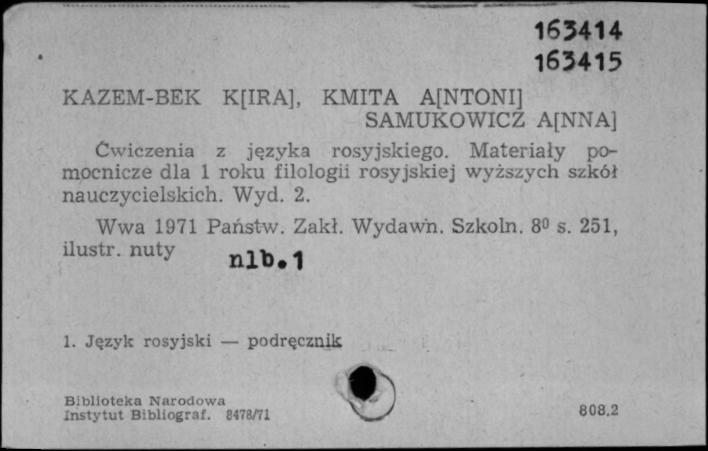 163414
163415
KAZEM-BEK K[IRA], KMITA A[NTONI]
SAMUKOWICZ A[NNA]
Ćwiczenia z języka rosyjskiego. Materiały po-
mocnicze dla 1 roku filologii rosyjskiej wyższych szkół
nauczycielskich. Wyd. 2.
Wwa 1971 Państw. Zakł. Wydawn. Szkoln. 8⁰ s. 251,
ilustr. nuty
nlb.1
1. Język rosyjski — podręcznik
Biblioteka Narodowa
Instytut Bibliograf. 8478/71
808.2